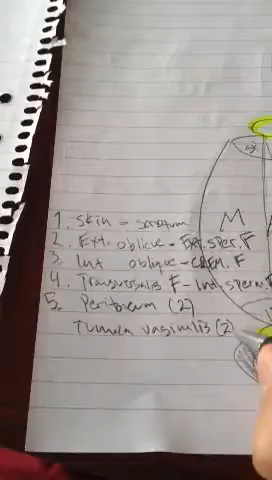 1. Skin = scrotum
2. Ext. oblique - Ext. sper. F
3. Int oblique - CREM. F
4. Transversalis F - Int. sperm.
5. Peritoneum (2)
Tunica vaginalis (2)
M